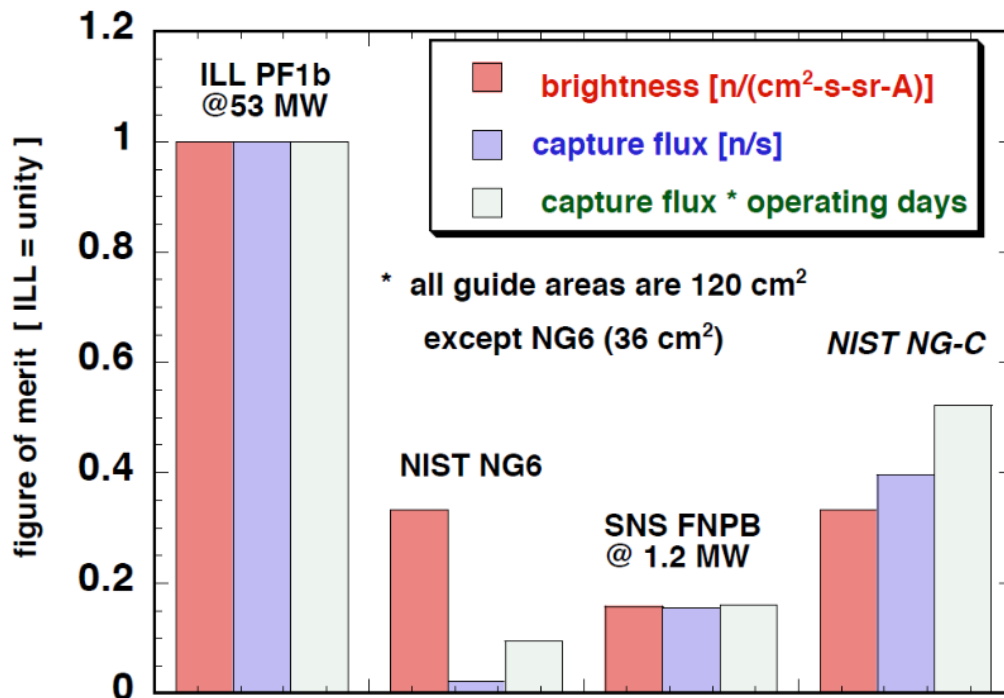 figure of merit [ ILL = unity ]
1.2
1
0.8
0.6
0.4
0.2
0
ILL PF1b
@53 MW
brightness [n/(cm²-s-sr-A)]
capture flux [n/s]
capture flux * operating days
* all guide areas are 120 cm²
except NG6 (36 cm²)
NIST NG-C
NIST NG6
SNS FNPB
@ 1.2 MW